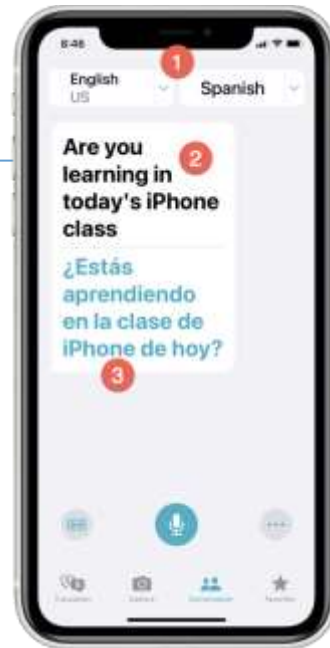 8:46
1
English
US
Spanish
Are you
learning in
today's iPhone
class
2
¿Estás
aprendiendo
en la clase de
iPhone de hoy?
3